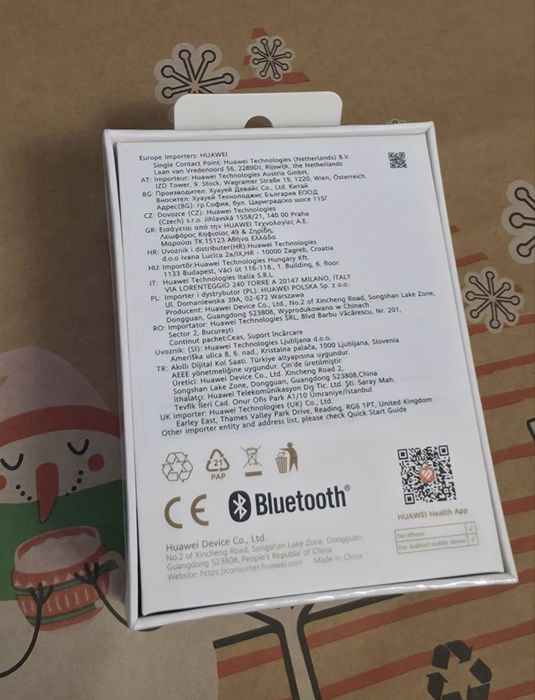 Europe Importers: HUAWEI
Single Contact Point: Huawei Technologies (Netherlands) B.V.
Laan van Vredenoord 56, 2289DJ, Rijswijk, the Netherlands
AT: Importeur: Huawei Technologies Austria GmbH,
IZD Tower, 9. Stock, Wagramer Straße 19, 1220, Wien, Österreich.
BG: Производител: Хуауей Девайс Ко., Лтд. Китай
Вносител: Хуауей Технолоджис България ЕООД
Адрес(BG): гр.София, бул. Цариградско шосе 115Г
CZ: Dovozce (CZ): Huawei Technologies
(Czech) s.r.o. Jihlavská 1558/21, 140 00 Praha
GR: Εισάγεται από την HUAWEI Τεχνολογίες Α.Ε.
Λεωφόρος Κηφισίας 49 & Ζηρίδη,
Μαρούσι ΤΚ.15123 Αθήνα Ελλάδα
HR: Uvoznik i distributer(HR):Huawei Technologies
d.o.o Ivana Lucica 2a/IX,HR - 10000 Zagreb, Croatia
HU: Importőr:Huawei Technologies Hungary Kft.
1133 Budapest, Váci út 116-118., 1. Building, 6. floor.
IT: Huawei Technologies Italia S.R.L
VIA LORENTEGGIO 240 TORRE A 20147 MILANO, ITALY
PL: Importer i dystrybutor (PL): HUAWEI POLSKA Sp. z o.o.
Ul. Domaniewska 39A, 02-672 Warszawa
Producent: Huawei Device Co., Ltd., No.2 of Xincheng Road, Songshan Lake Zone,
Dongguan, Guangdong, 523808, Wyprodukowano w Chinach
RO: Importator: Huawei Technologies SRL, Blvd Barbu Văcărescu, Nr. 201,
Sector 2, București
Continut pachet:Ceas, Suport încărcare
Uvoznik: (SI): Huawei Technologies Ljubljana d.o.o.
Ameriška ulica 8, 6. nad., Kristalna palača, 1000 Ljubljana, Slovenia
TR: Akıllı Dijital Kol Saati. Türkiye altyapısına uygundur.
AEEE yönetmeliğine uygundur. Çin'de üretilmiştir.
Üretici: Huawei Device Co., Ltd. Xincheng Road 2,
Songshan Lake Zone, Dongguan, Guangdong 523808,China
İthalatçı: Huawei Telekomünikasyon Dış Tic. Ltd. Şti. Saray Mah.
Tevfik İleri Cad. Onur Ofis Park A1/10 Ümraniye/İstanbul
UK Importer: Huawei Technologies (UK) Co., Ltd.
Earley East, Thames Valley Park Drive, Reading, RG6 1PT, United Kingdom
Other importer entity and address list, please check Quick Start Guide
21
PAP
CE
Bluetooth®
HUAWEI Health App
For iPhone
For Android mobile device
Huawei Device Co., Ltd.
No.2 of Xincheng Road, Songshan Lake Zone, Dongguan,
Guangdong 523808, People's Republic of China
Website: https://consumer.huawei.com Made in China